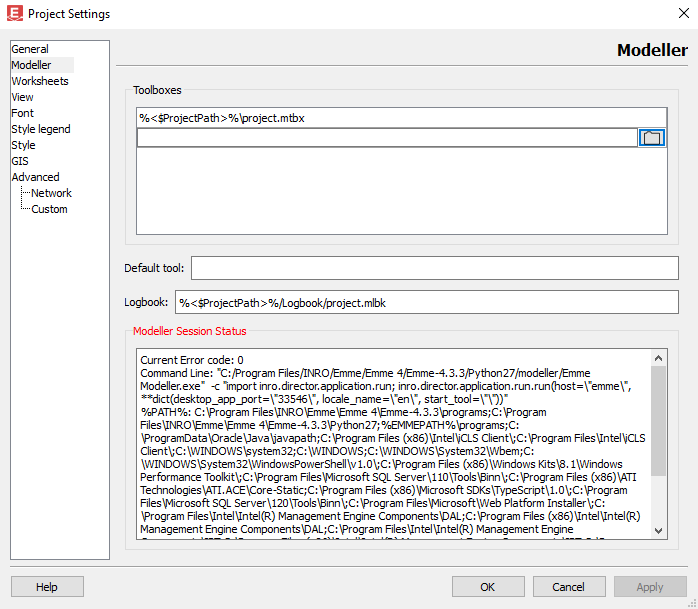 Project Settings
General
Modeller
Worksheets
View
Font
Style legend
Style
GIS
Advanced
Network
Custom
Modeller
Toolboxes
%<$ProjectPath>%\project.mtbx
Default tool:
Logbook: %<$ProjectPath>%/Logbook/project.mlbk
Modeller Session Status
Current Error code: 0
Command Line: "C:/Program Files/INRO/Emme/Emme 4/Emme-4.3.3/Python27/modeller/Emme
Modeller.exe" -c "import inro.director.application.run; inro.director.application.run.run(host=\"emme\",
**dict(desktop_app_port=\"33546\", locale_name=\"en\", start_tool=\"\"))"
%PATH%: C:\Program Files\INRO\Emme\Emme 4\Emme-4.3.3\programs;C:\Program
Files\INRO\Emme\Emme 4\Emme-4.3.3\Python27;%EMMEPATH%\programs;C:
\ProgramData\Oracle\Java\javapath;C:\Program Files (x86)\Intel\iCLS Client\;C:\Program Files\Intel\iCLS
Client\;C:\WINDOWS\system32;C:\WINDOWS;C:\WINDOWS\System32\Wbem;C:
\WINDOWS\System32\WindowsPowerShell\v1.0\;C:\Program Files (x86)\Windows Kits\8.1\Windows
Performance Toolkit\;C:\Program Files\Microsoft SQL Server\110\Tools\Binn\;C:\Program Files (x86)\ATI
Technologies\ATI.ACE\Core-Static;C:\Program Files (x86)\Microsoft SDKs\TypeScript\1.0\;C:\Program
Files\Microsoft SQL Server\120\Tools\Binn\;C:\Program Files\Microsoft\Web Platform Installer\;C:
\Program Files\Intel\Intel(R) Management Engine Components\DAL;C:\Program Files (x86)\Intel\Intel(R)
Management Engine Components\DAL;C:\Program Files\Intel\Intel(R) Management Engine
Help
OK
Cancel
Apply